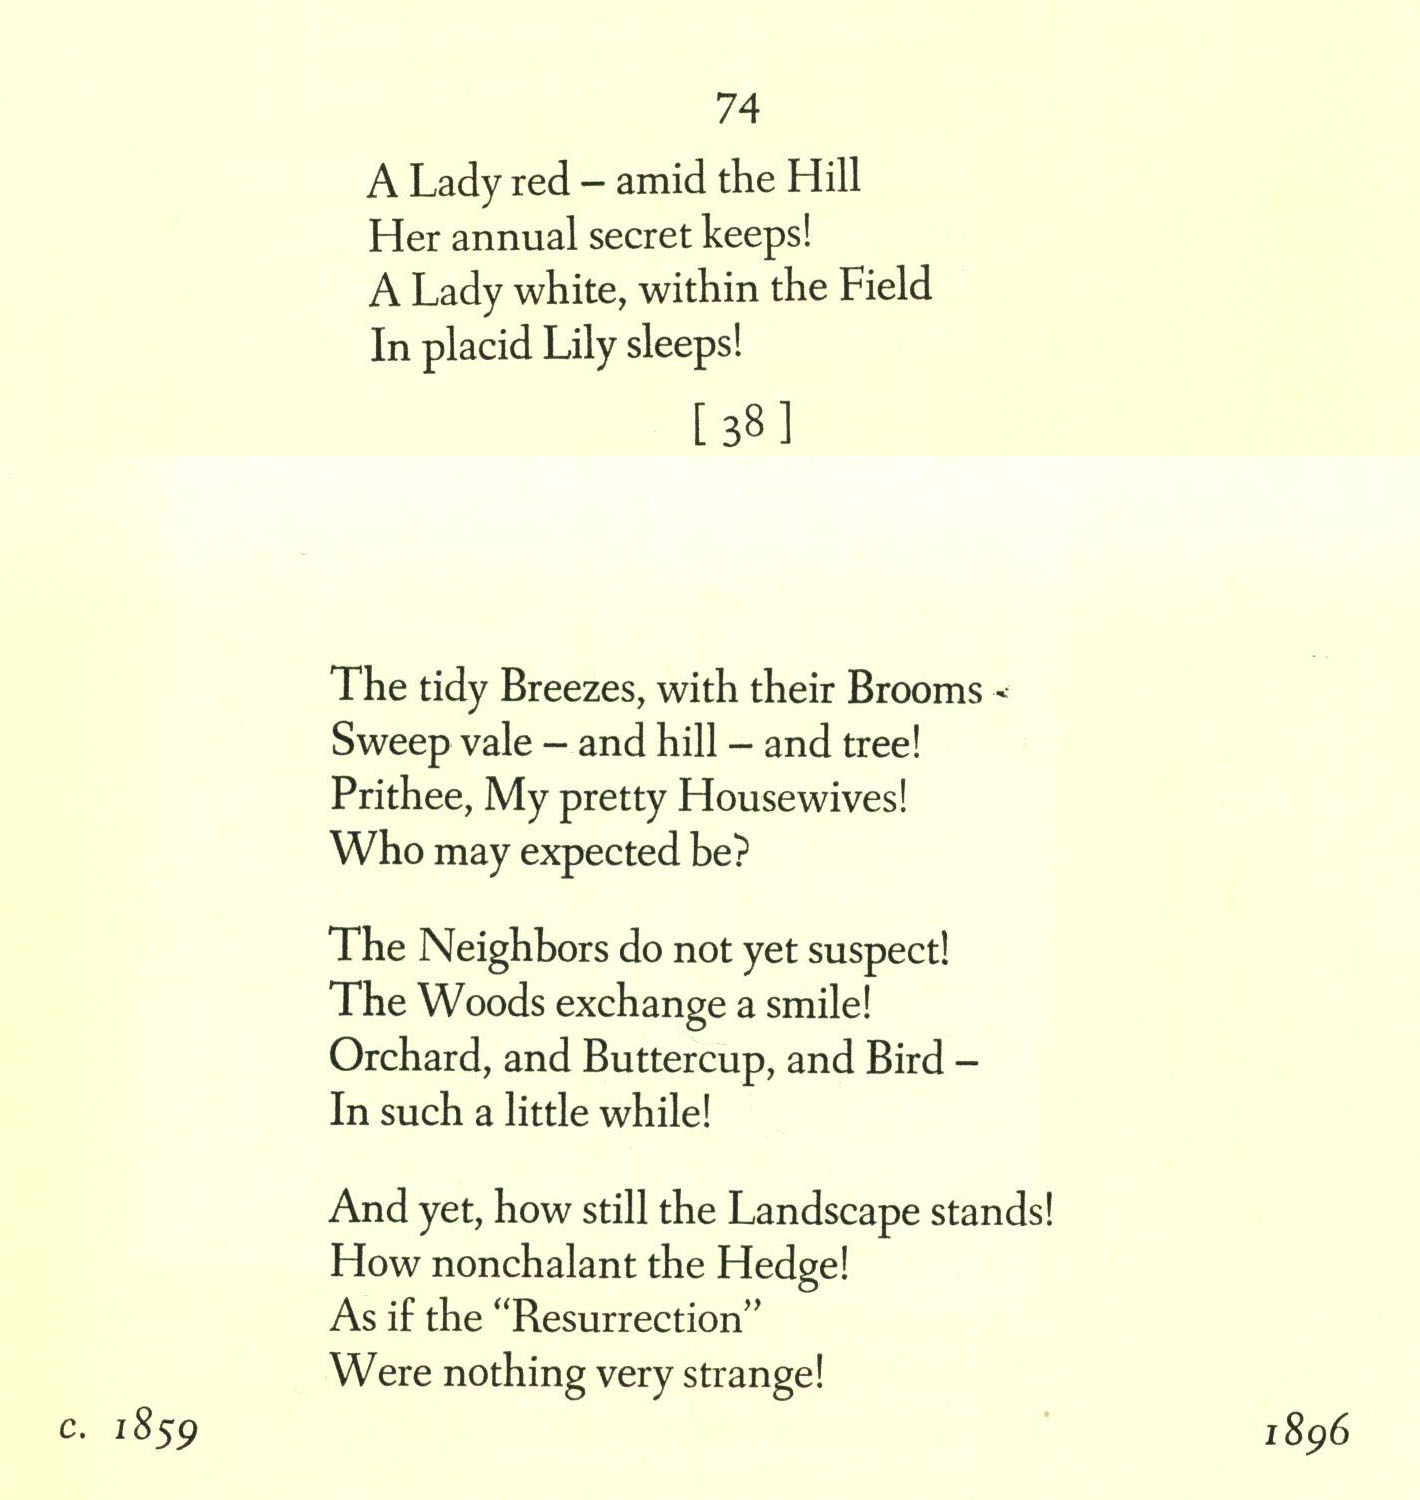 74
A Lady red – amid the Hill
Her annual secret keeps!
A Lady white, within the Field
In placid Lily sleeps!
[ 38 ]
The tidy Breezes, with their Brooms –
Sweep vale – and hill – and tree!
Prithee, My pretty Housewives!
Who may expected be?
The Neighbors do not yet suspect!
The Woods exchange a smile!
Orchard, and Buttercup, and Bird –
In such a little while!
And yet, how still the Landscape stands!
How nonchalant the Hedge!
As if the “Resurrection”
Were nothing very strange!
c. 1859
1896